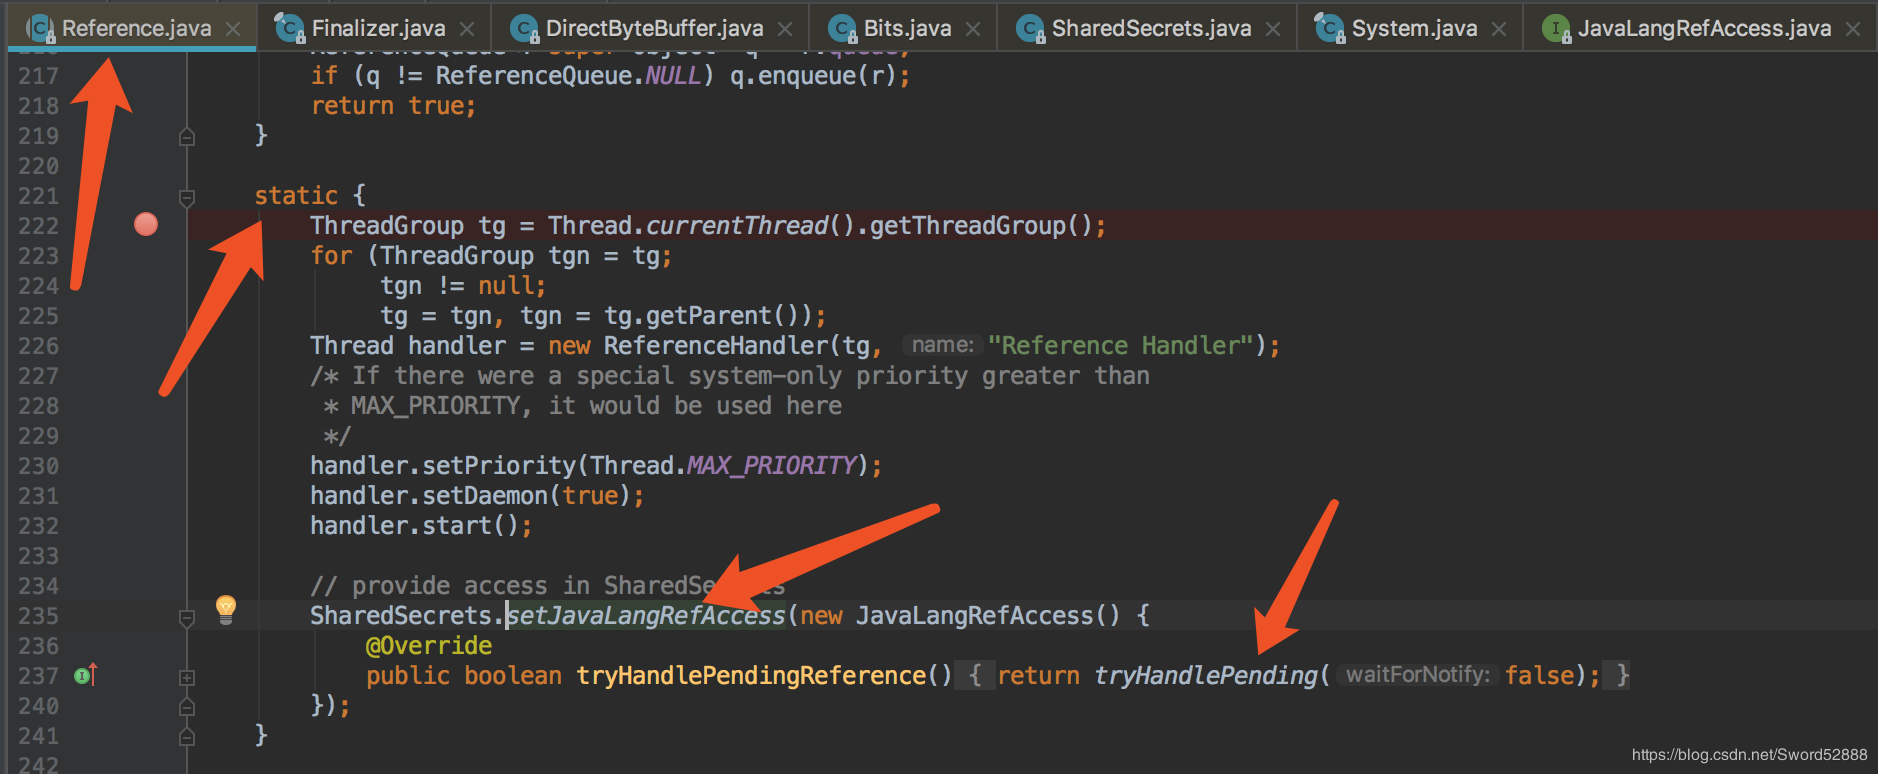 Reference.java Finalizer.java DirectByteBuffer.java Bits.java SharedSecrets.java System.java JavaLangRefAccess.java
217 if (q != ReferenceQueue.NULL) q.enqueue(r);
218 return true;
219 }
220
221 static {
222 ThreadGroup tg = Thread.currentThread().getThreadGroup();
223 for (ThreadGroup tgn = tg;
224 tgn != null;
225 tg = tgn, tgn = tg.getParent());
226 Thread handler = new ReferenceHandler(tg, name: "Reference Handler");
227 /* If there were a special system-only priority greater than
228 * MAX_PRIORITY, it would be used here
229 */
230 handler.setPriority(Thread.MAX_PRIORITY);
231 handler.setDaemon(true);
232 handler.start();
233
234 // provide access in
235 SharedSecrets.setJavaLangRefAccess(new JavaLangRefAccess() {
236 @Override
237 public boolean tryHandlePendingReference() { return tryHandlePending( waitForNotify: false); }
240 });
241 }
242
https://blog.csdn.net/Sword52888